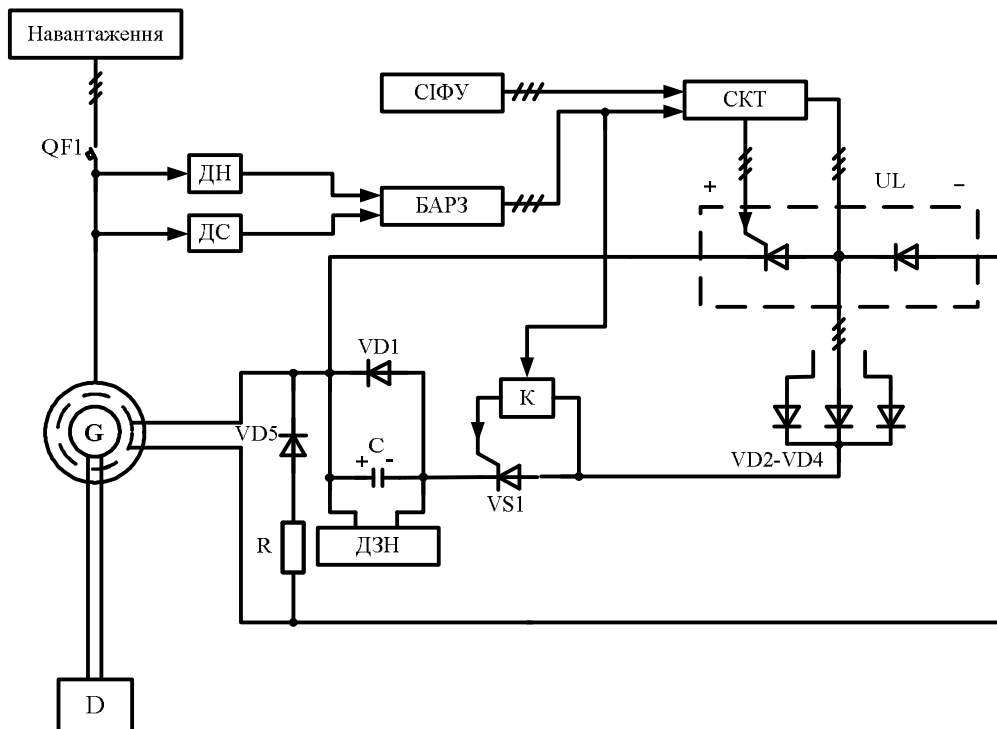 Навантаження
СІФУ
СКТ
QF1
ДН
БАРЗ
ДС
+
UL
-
VD1
К
G
VD5
С
+
-
VD2-VD4
VS1
R
ДЗН
D